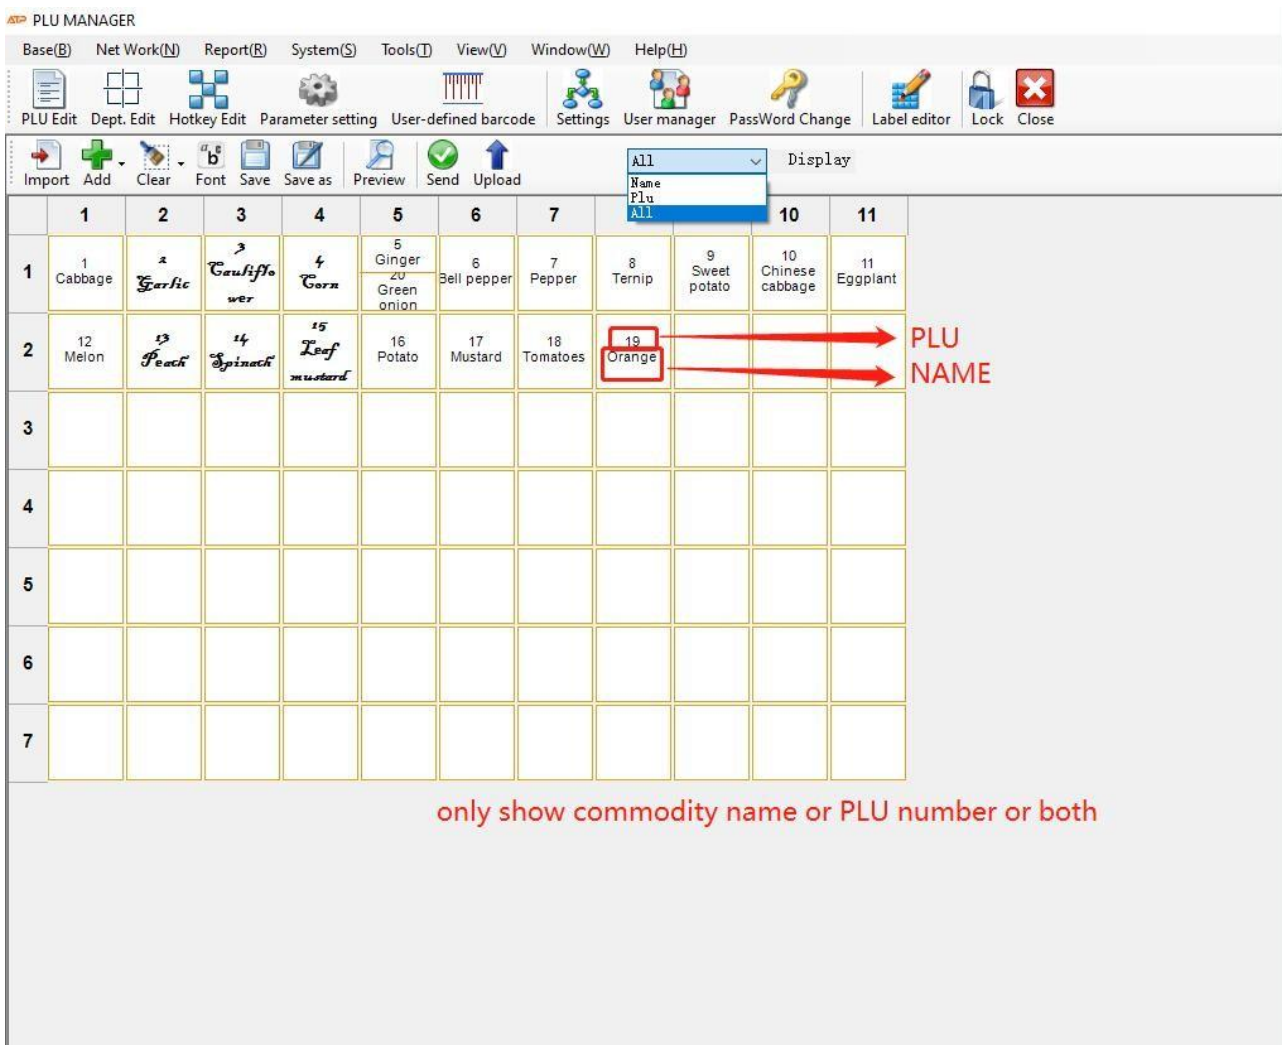 ATP PLU MANAGER
Base(B) Net Work(N) Report(R) System(S) Tools(T) View(V) Window(W) Help(H)
PLU Edit Dept. Edit Hotkey Edit Parameter setting User-defined barcode Settings User manager PassWord Change Label editor Lock Close
Import Add Clear Font Save Save as Preview Send Upload
All Display
Name
Plu
All
1 2 3 4 5 6 7 10 11
1
1
Cabbage
2
Garlic
3
Cauliflo
wer
4
Corn
5
Ginger
20
Green
onion
6
Bell pepper
7
Pepper
8
Ternip
9
Sweet
potato
10
Chinese
cabbage
11
Eggplant
2
12
Melon
13
Peach
14
Spinach
15
Leaf
mustard
16
Potato
17
Mustard
18
Tomatoes
19
Orange
PLU
NAME
3
4
5
6
7
only show commodity name or PLU number or both